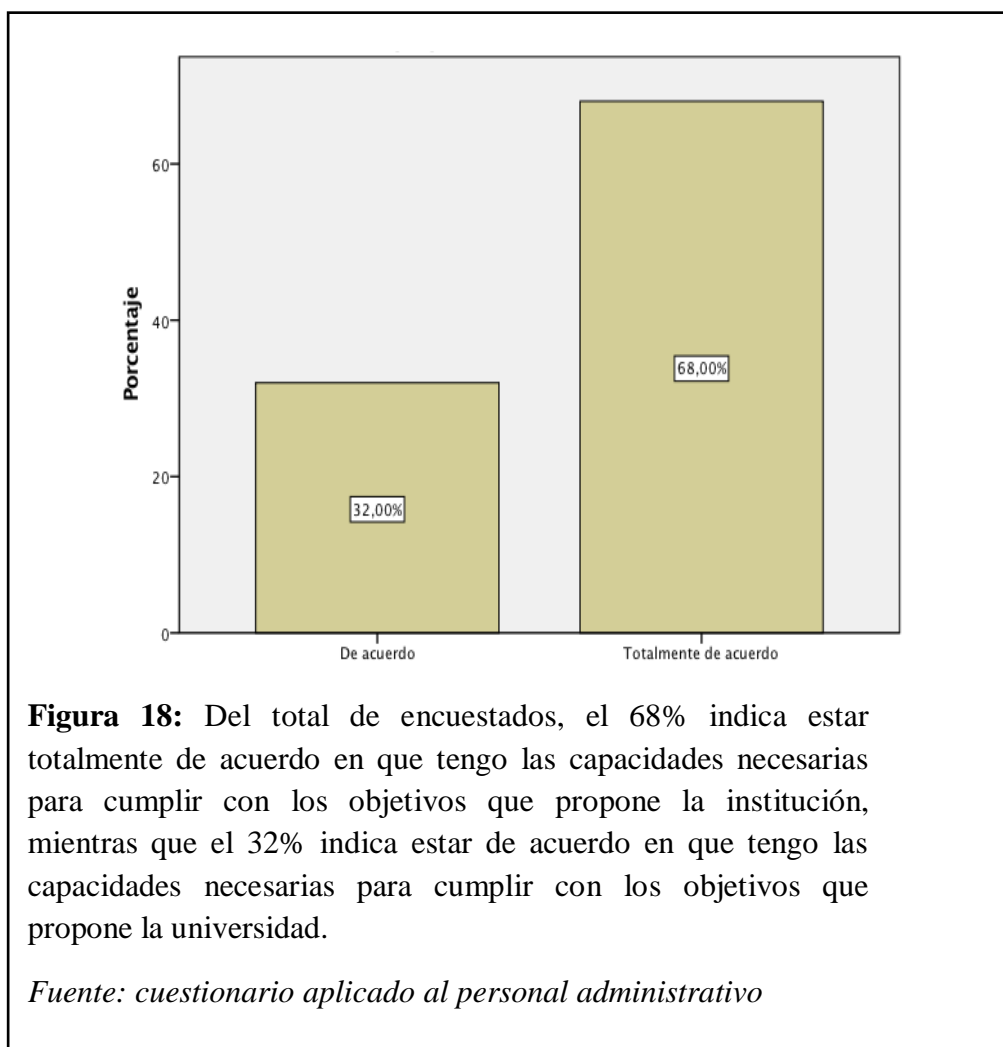 60
40
20
0
Porcentaje
68,00%
32,00%
De acuerdo
Totalmente de acuerdo
Figura 18: Del total de encuestados, el 68% indica estar
totalmente de acuerdo en que tengo las capacidades necesarias
para cumplir con los objetivos que propone la institución,
mientras que el 32% indica estar de acuerdo en que tengo las
capacidades necesarias para cumplir con los objetivos que
propone la universidad.
Fuente: cuestionario aplicado al personal administrativo